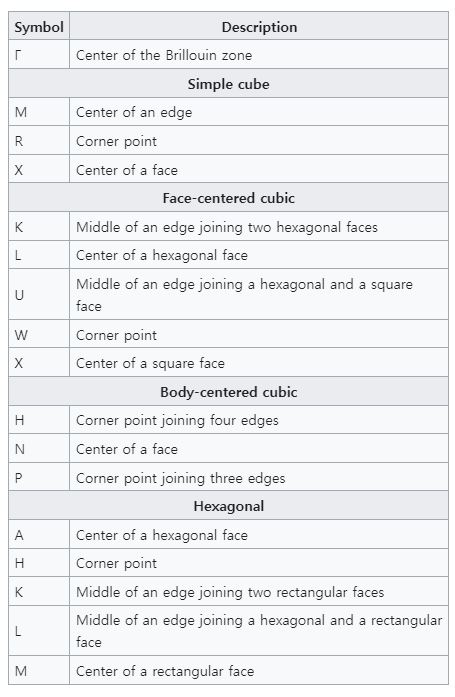 Symbol Description
Γ Center of the Brillouin zone
Simple cube
M Center of an edge
R Corner point
X Center of a face
Face-centered cubic
K Middle of an edge joining two hexagonal faces
L Center of a hexagonal face
U Middle of an edge joining a hexagonal and a square
face
W Corner point
X Center of a square face
Body-centered cubic
H Corner point joining four edges
N Center of a face
P Corner point joining three edges
Hexagonal
A Center of a hexagonal face
H Corner point
K Middle of an edge joining two rectangular faces
L Middle of an edge joining a hexagonal and a rectangular
face
M Center of a rectangular face